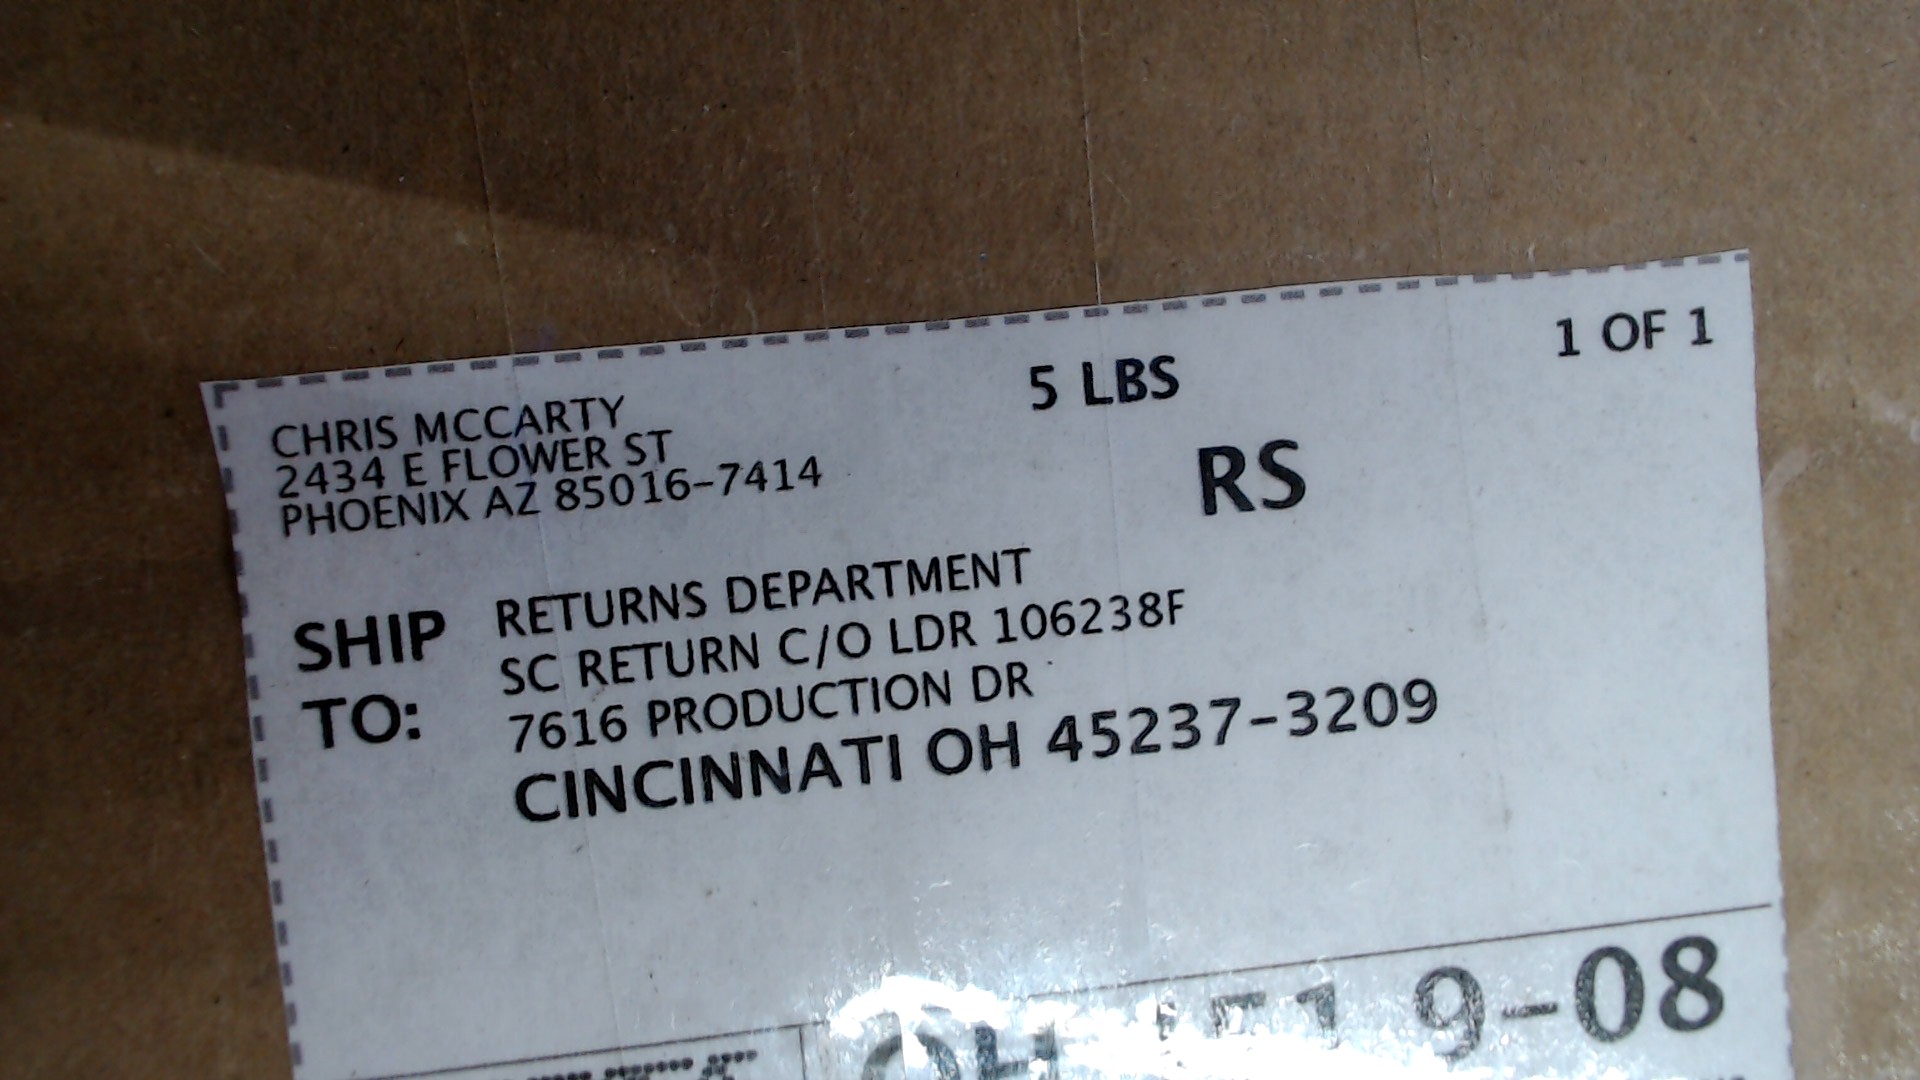 CHRIS MCCARTY
2434 E FLOWER ST
PHOENIX AZ 85016-7414
5 LBS
1 OF 1
RS
SHIP TO:
RETURNS DEPARTMENT
SC RETURN C/O LDR 106238F
7616 PRODUCTION DR
CINCINNATI OH 45237-3209
OH 9-08